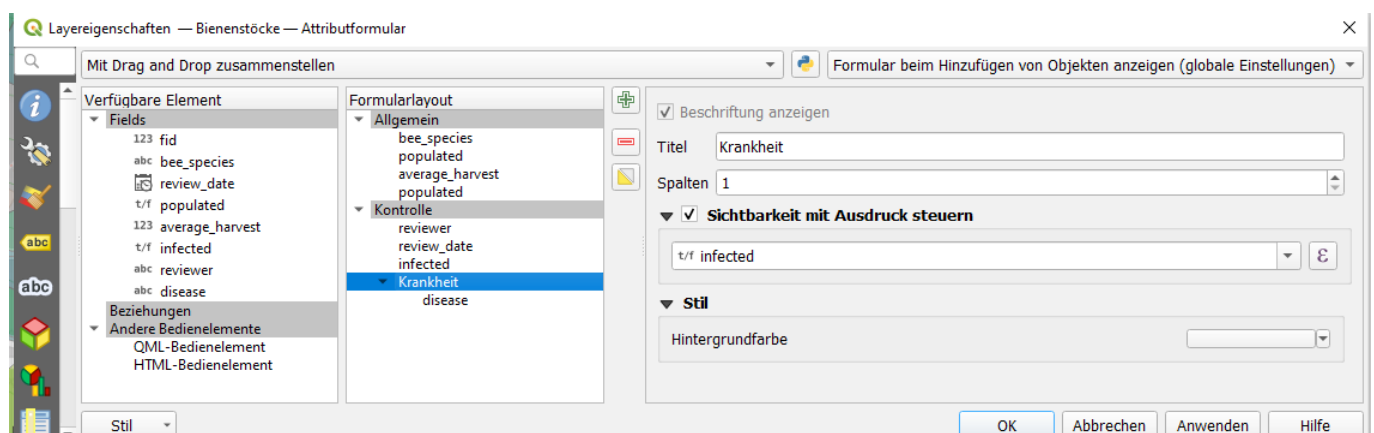 Layereigenschaften — Bienenstöcke — Attributformular
Mit Drag and Drop zusammenstellen
Formular beim Hinzufügen von Objekten anzeigen (globale Einstellungen)
Verfügbare Element
Fields
123 fid
abc bee_species
review_date
t/f populated
123 average_harvest
t/f infected
abc reviewer
abc disease
Beziehungen
Andere Bedienelemente
QML-Bedienelement
HTML-Bedienelement
Formularlayout
Allgemein
bee_species
populated
average_harvest
populated
Kontrolle
reviewer
review_date
infected
Krankheit
disease
Beschriftung anzeigen
Titel Krankheit
Spalten 1
Sichtbarkeit mit Ausdruck steuern
t/f infected
ε
Stil
Hintergrundfarbe
abc
abc
Stil
OK
Abbrechen
Anwenden
Hilfe